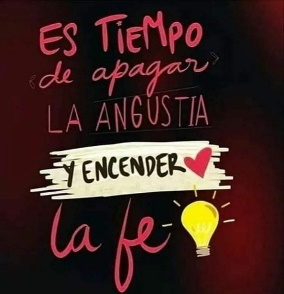 ES TIEMPO
de apagar
LA ANGUSTIA
Y ENCENDER
la fe